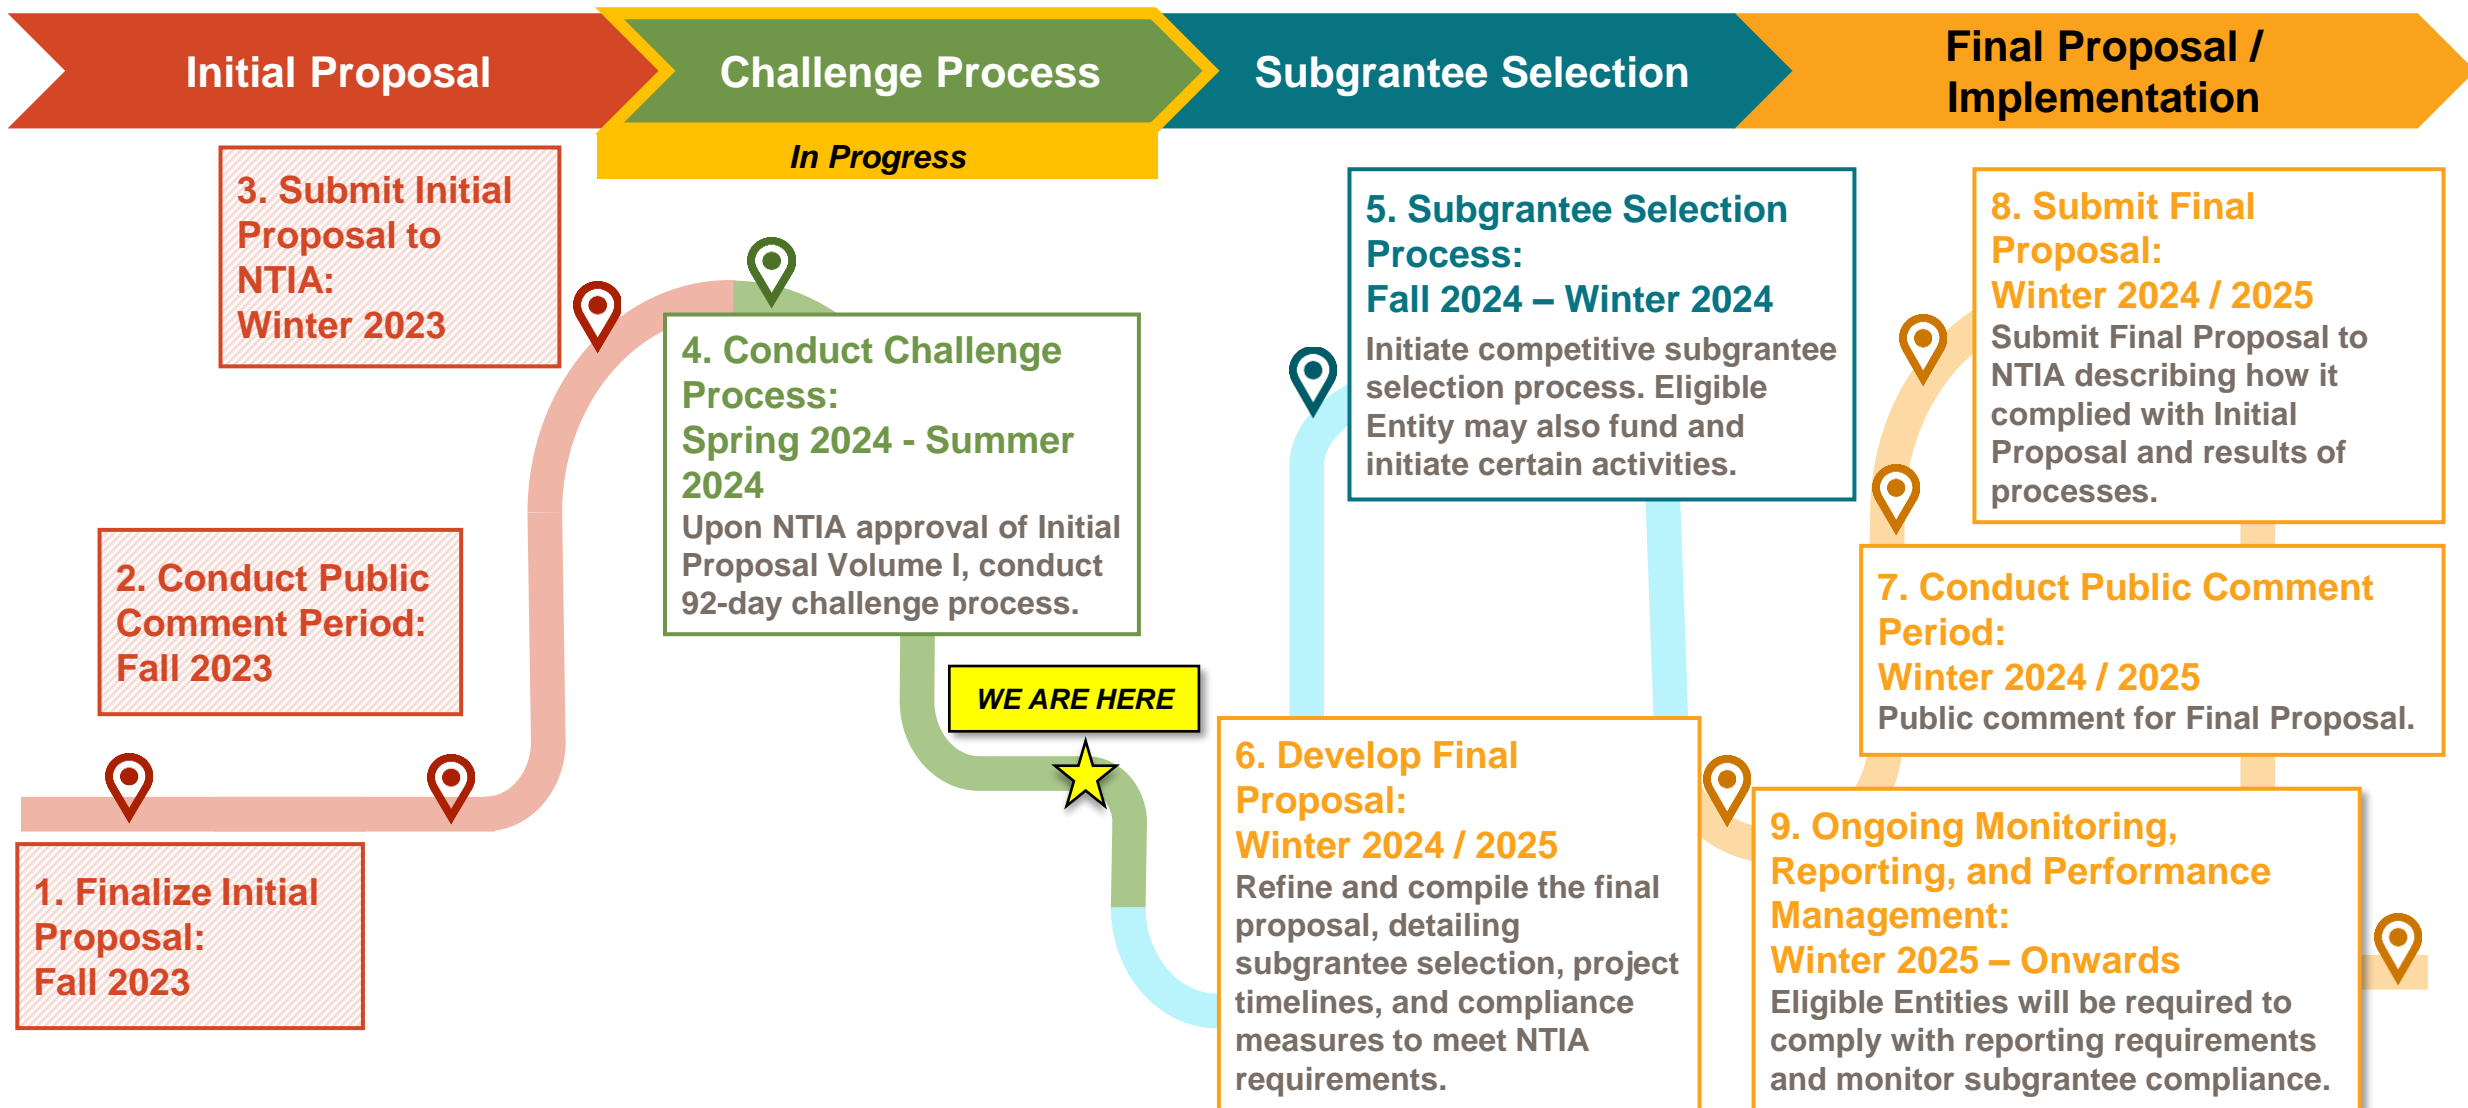 Initial Proposal
Challenge Process
Subgrantee Selection
Final Proposal /
Implementation
In Progress
3. Submit Initial
Proposal to
NTIA:
Winter 2023
2. Conduct Public
Comment Period:
Fall 2023
1. Finalize Initial
Proposal:
Fall 2023
4. Conduct Challenge
Process:
Spring 2024 - Summer
2024
Upon NTIA approval of Initial
Proposal Volume I, conduct
92-day challenge process.
WE ARE HERE
5. Subgrantee Selection
Process:
Fall 2024 – Winter 2024
Initiate competitive subgrantee
selection process. Eligible
Entity may also fund and
initiate certain activities.
6. Develop Final
Proposal:
Winter 2024 / 2025
Refine and compile the final
proposal, detailing
subgrantee selection, project
timelines, and compliance
measures to meet NTIA
requirements.
8. Submit Final
Proposal:
Winter 2024 / 2025
Submit Final Proposal to
NTIA describing how it
complied with Initial
Proposal and results of
processes.
7. Conduct Public Comment
Period:
Winter 2024 / 2025
Public comment for Final Proposal.
9. Ongoing Monitoring,
Reporting, and Performance
Management:
Winter 2025 – Onwards
Eligible Entities will be required to
comply with reporting requirements
and monitor subgrantee compliance.